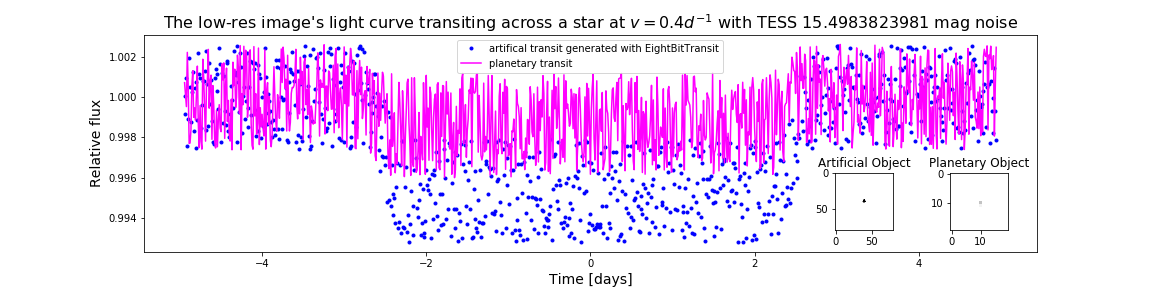 The low-res image's light curve transiting across a star at v = 0.4d⁻¹ with TESS 15.4983823981 mag noise
artifical transit generated with EightBitTransit
planetary transit
Relative flux
1.002
1.000
0.998
0.996
0.994
Artificial Object
Planetary Object
0
50
0
50
0
10
0
10
−4
−2
0
2
4
Time [days]